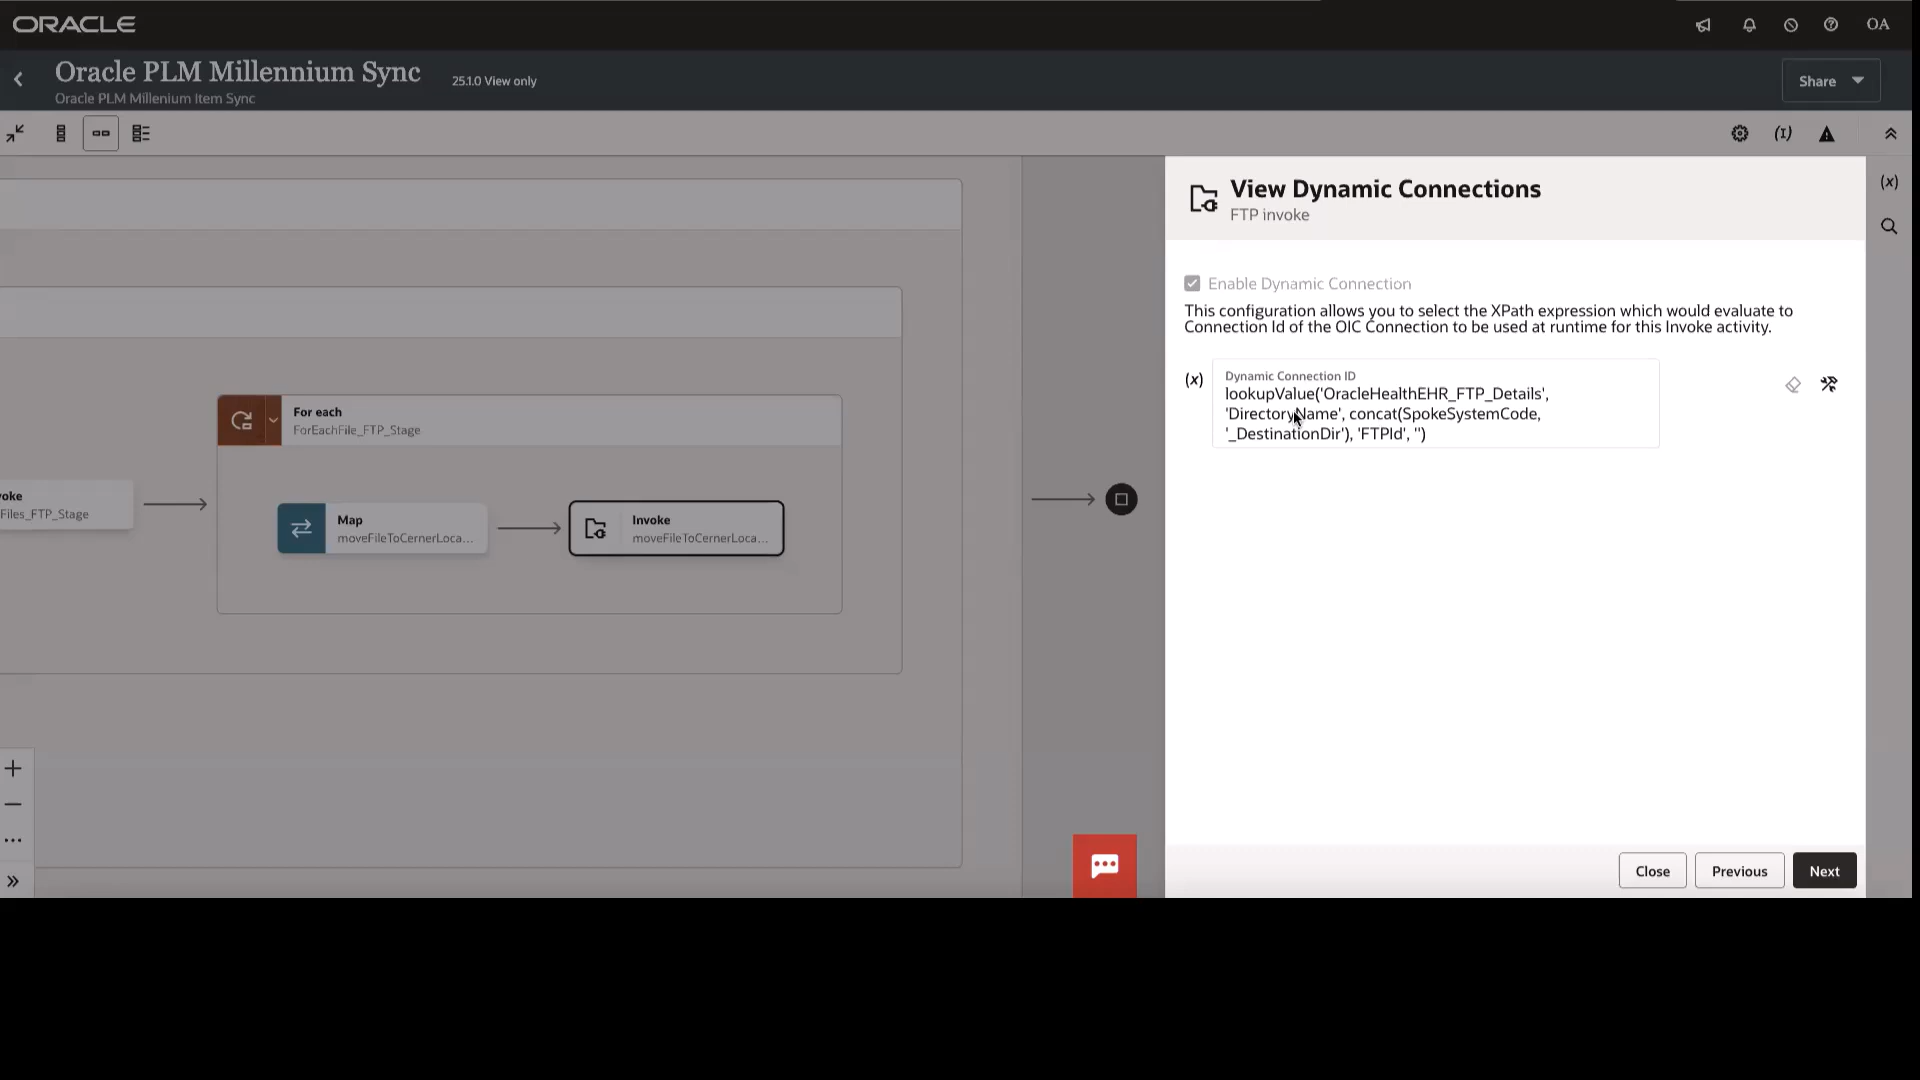 ORACLE
OA
Oracle PLM Millennium Sync
25.1.0 View only
Oracle PLM Millenium Item Sync
Share
(I)
View Dynamic Connections
FTP invoke
(x)
Enable Dynamic Connection
This configuration allows you to select the XPath expression which would evaluate to
Connection Id of the OIC Connection to be used at runtime for this Invoke activity.
(x)
Dynamic Connection ID
lookupValue('OracleHealthEHR_FTP_Details',
'DirectoryName', concat(SpokeSystemCode,
'_DestinationDir'), 'FTPId', '')
For each
ForEachFile_FTP_Stage
voke
Files_FTP_Stage
Map
moveFileToCernerLoca...
Invoke
moveFileToCernerLoca...
Close
Previous
Next